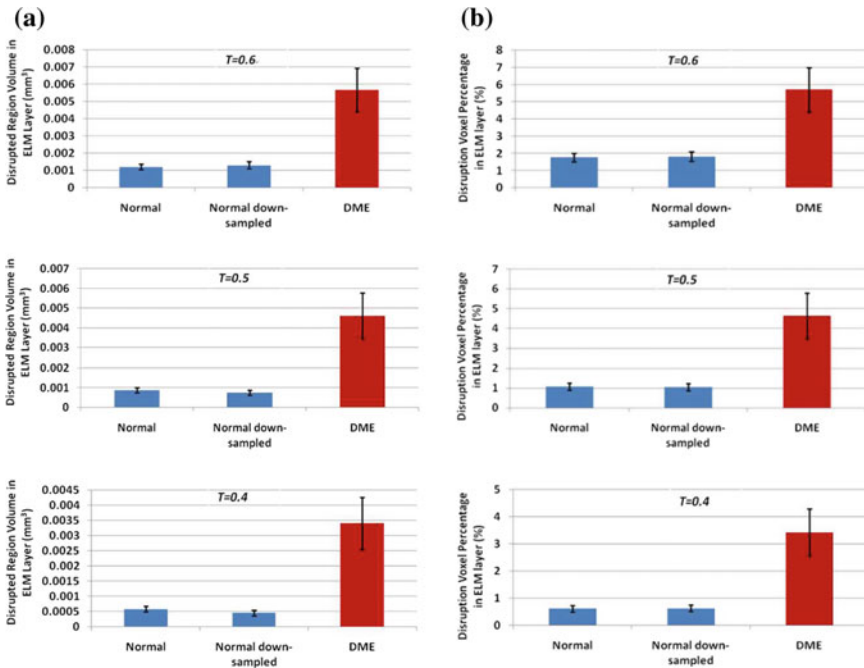 (a)
Disrupted Region Volume in
ELM Layer (mm³)
0.008
0.007
0.006
0.005
0.004
0.003
0.002
0.001
0
T=0.6
Normal
Normal down-
sampled
DME
(b)
Disruption Voxel Percentage
in ELM layer (%)
8
7
6
5
4
3
2
1
0
T=0.6
Normal
Normal down-
sampled
DME
Disrupted Region Volume in
ELM Layer (mm³)
0.007
0.006
0.005
0.004
0.003
0.002
0.001
0
T=0.5
Normal
Normal down-
sampled
DME
Disruption Voxel Percentage
in ELM layer (%)
7
6
5
4
3
2
1
0
T=0.5
Normal
Normal down-
sampled
DME
Disrupted Region Volume in
ELM Layer (mm³)
0.0045
0.004
0.0035
0.003
0.0025
0.002
0.0015
0.001
0.0005
0
T=0.4
Normal
Normal down-
sampled
DME
Disruption Voxel Percentage
in ELM layer (%)
5
4
3
2
1
0
T=0.4
Normal
Normal down-
sampled
DME